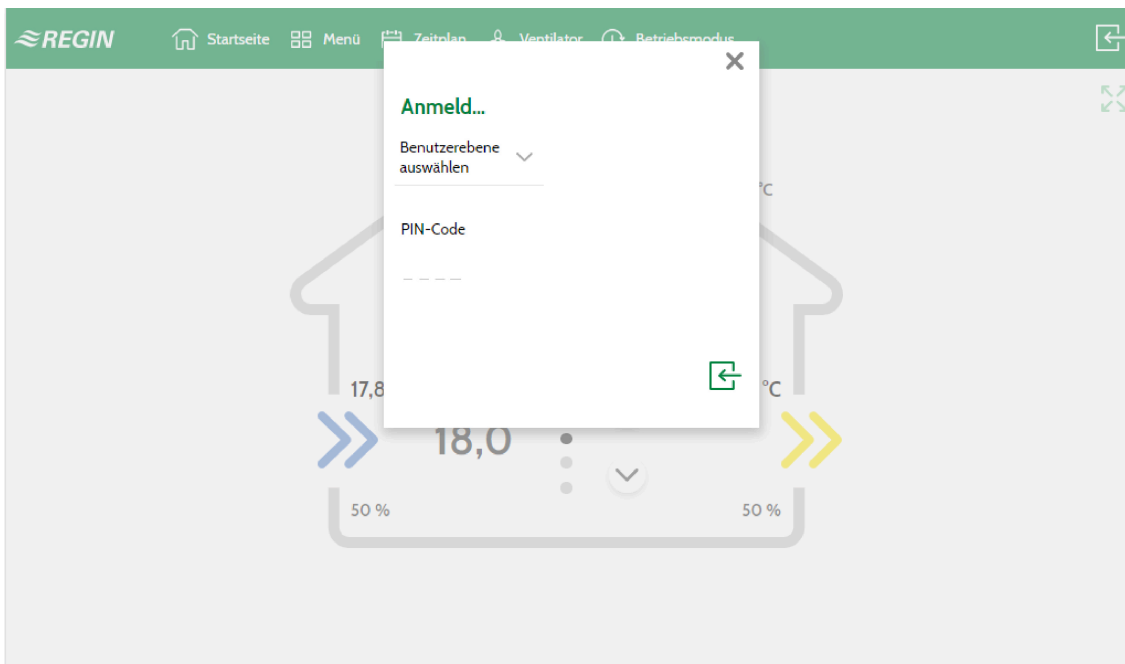 REGIN
Startseite
Menü
Zeitplan
Ventilator
Betriebsmodus
Anmeld...
Benutzerebene
auswählen
°C
PIN-Code
17,8
°C
18,0
50 %
50 %